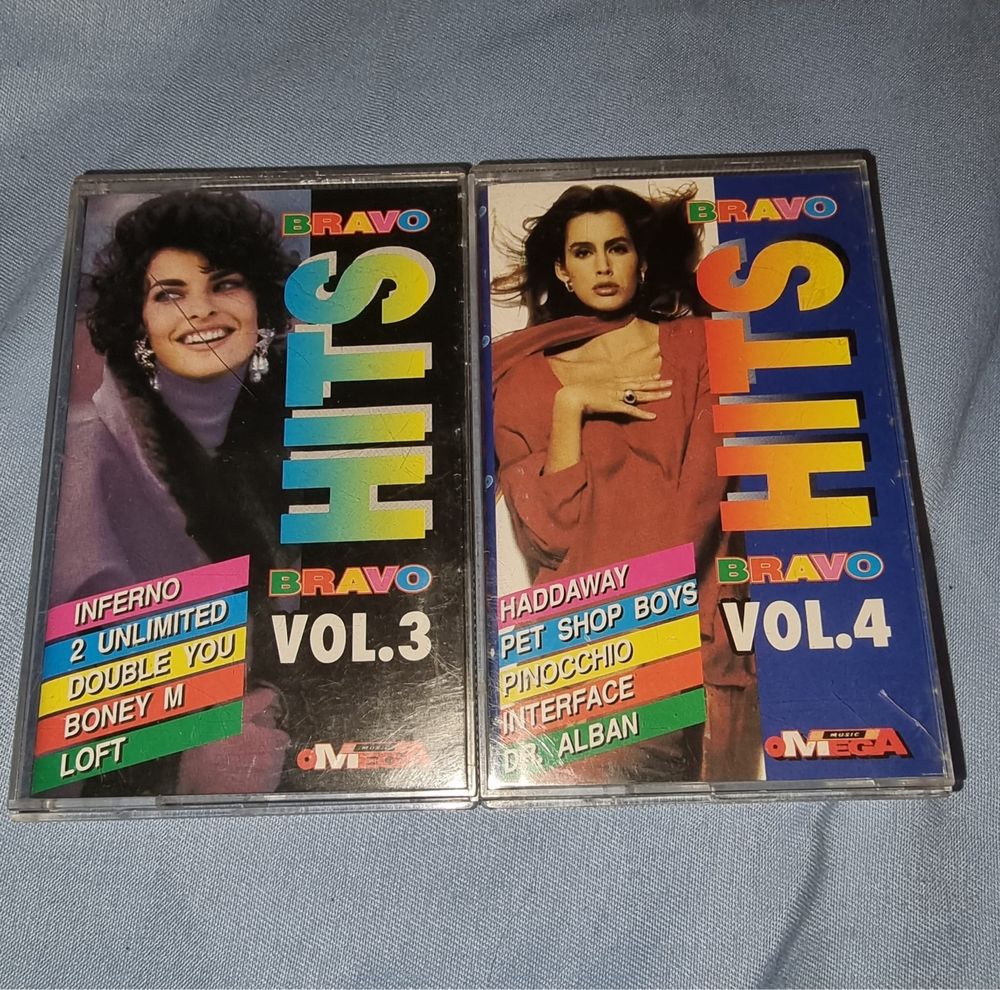 BRAVO
HITS
BRAVO
VOL.3
INFERNO
2 UNLIMITED
DOUBLE YOU
BONEY M
LOFT
MUSIC
OMEGA
BRAVO
HITS
BRAVO
VOL.4
HADDAWAY
PET SHOP BOYS
PINOCCHIO
INTERFACE
DR. ALBAN
MUSIC
OMEGA